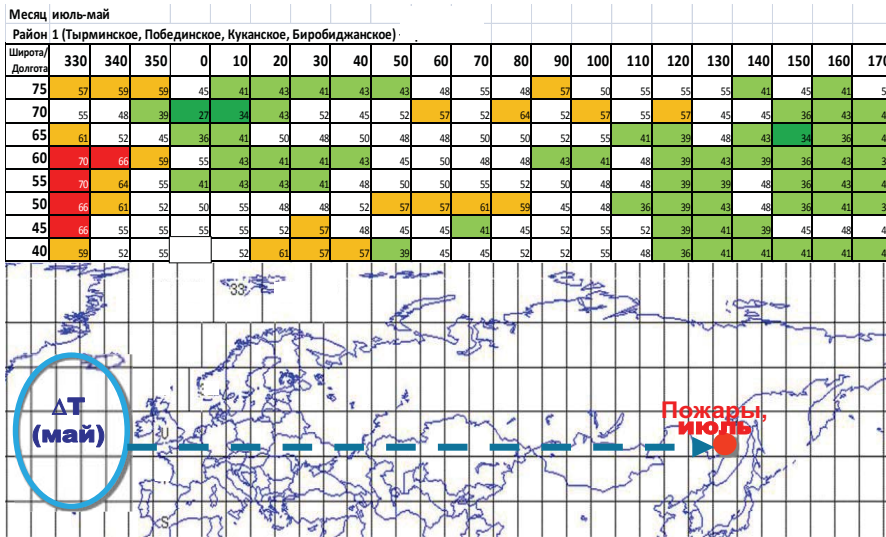 Месяц июль-май
Район 1 (Тырминское, Побединское, Куканское, Биробиджанское)
Широта/
Долгота 330 340 350 0 10 20 30 40 50 60 70 80 90 100 110 120 130 140 150 160 170
75 57 59 59 45 41 43 41 43 43 48 55 48 57 50 55 55 55 41 45 41
70 55 48 39 27 34 43 52 45 52 57 52 64 52 57 55 57 45 45 36 43
65 61 52 45 36 41 50 48 50 48 48 50 50 52 55 41 39 48 43 34 36
60 70 66 59 55 43 41 41 43 45 50 48 48 43 41 48 39 43 39 36 43
55 70 64 55 41 43 43 41 48 50 50 55 52 50 48 48 39 39 48 36 43
50 66 61 52 50 55 48 48 52 57 57 61 59 45 48 36 39 43 48 36 41
45 66 55 55 55 55 52 57 48 45 45 41 45 52 55 52 39 41 39 45 48
40 59 52 55 52 61 57 57 39 45 45 52 52 55 48 36 41 41 41 41
33
ΔT
(май)
Пожары,
июль